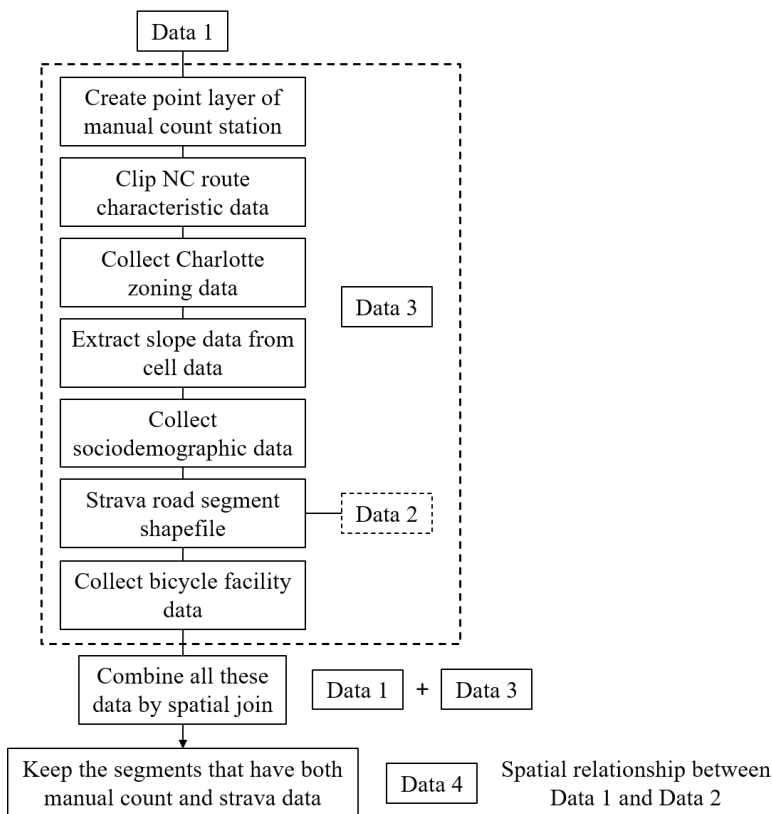 Data 1
Create point layer of
manual count station
Clip NC route
characteristic data
Collect Charlotte
zoning data
Data 3
Extract slope data from
cell data
Collect
sociodemographic data
Strava road segment
shapefile
Data 2
Collect bicycle facility
data
Combine all these
data by spatial join
Data 1 + Data 3
Keep the segments that have both
manual count and strava data
Data 4
Spatial relationship between
Data 1 and Data 2